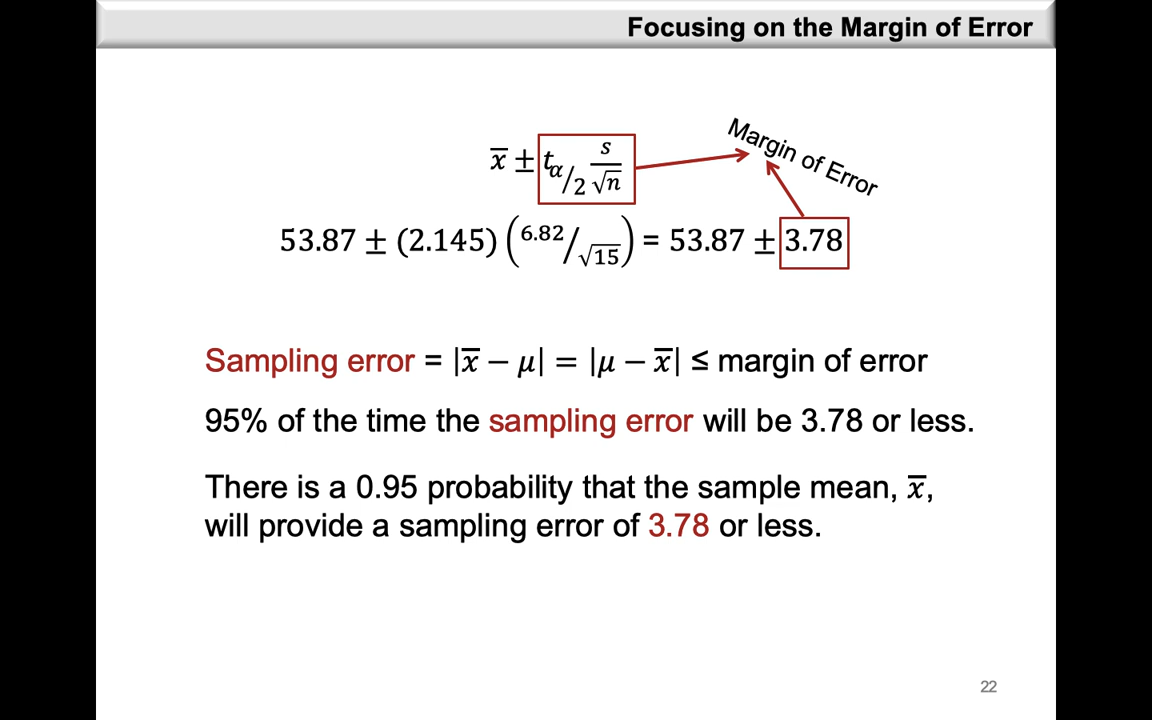 Focusing on the Margin of Error
Margin of Error
x̅ ± t_α/2 s/√n
53.87 ± (2.145) (6.82/√15) = 53.87 ± 3.78
Sampling error = |x̅ − μ| = |μ − x̅| ≤ margin of error
95% of the time the sampling error will be 3.78 or less.
There is a 0.95 probability that the sample mean, x̅,
will provide a sampling error of 3.78 or less.
22